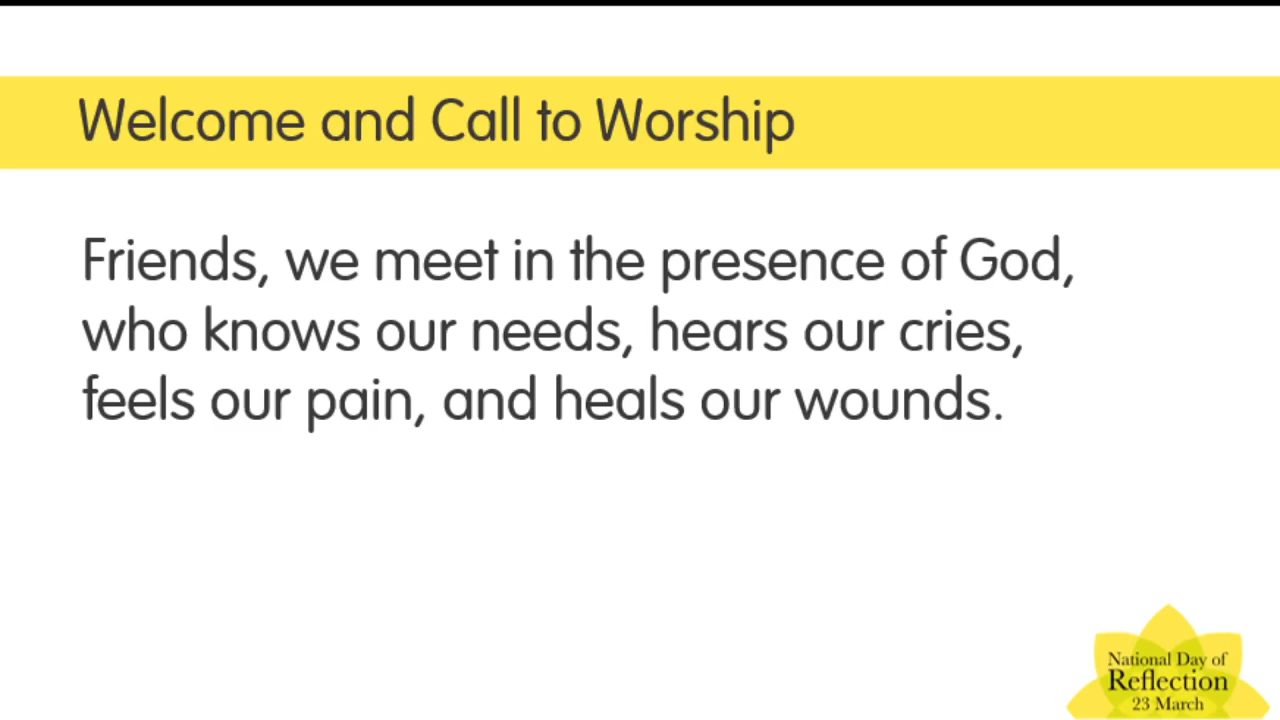 Welcome and Call to Worship
Friends, we meet in the presence of God,
who knows our needs, hears our cries,
feels our pain, and heals our wounds.
National Day of
Reflection
23 March